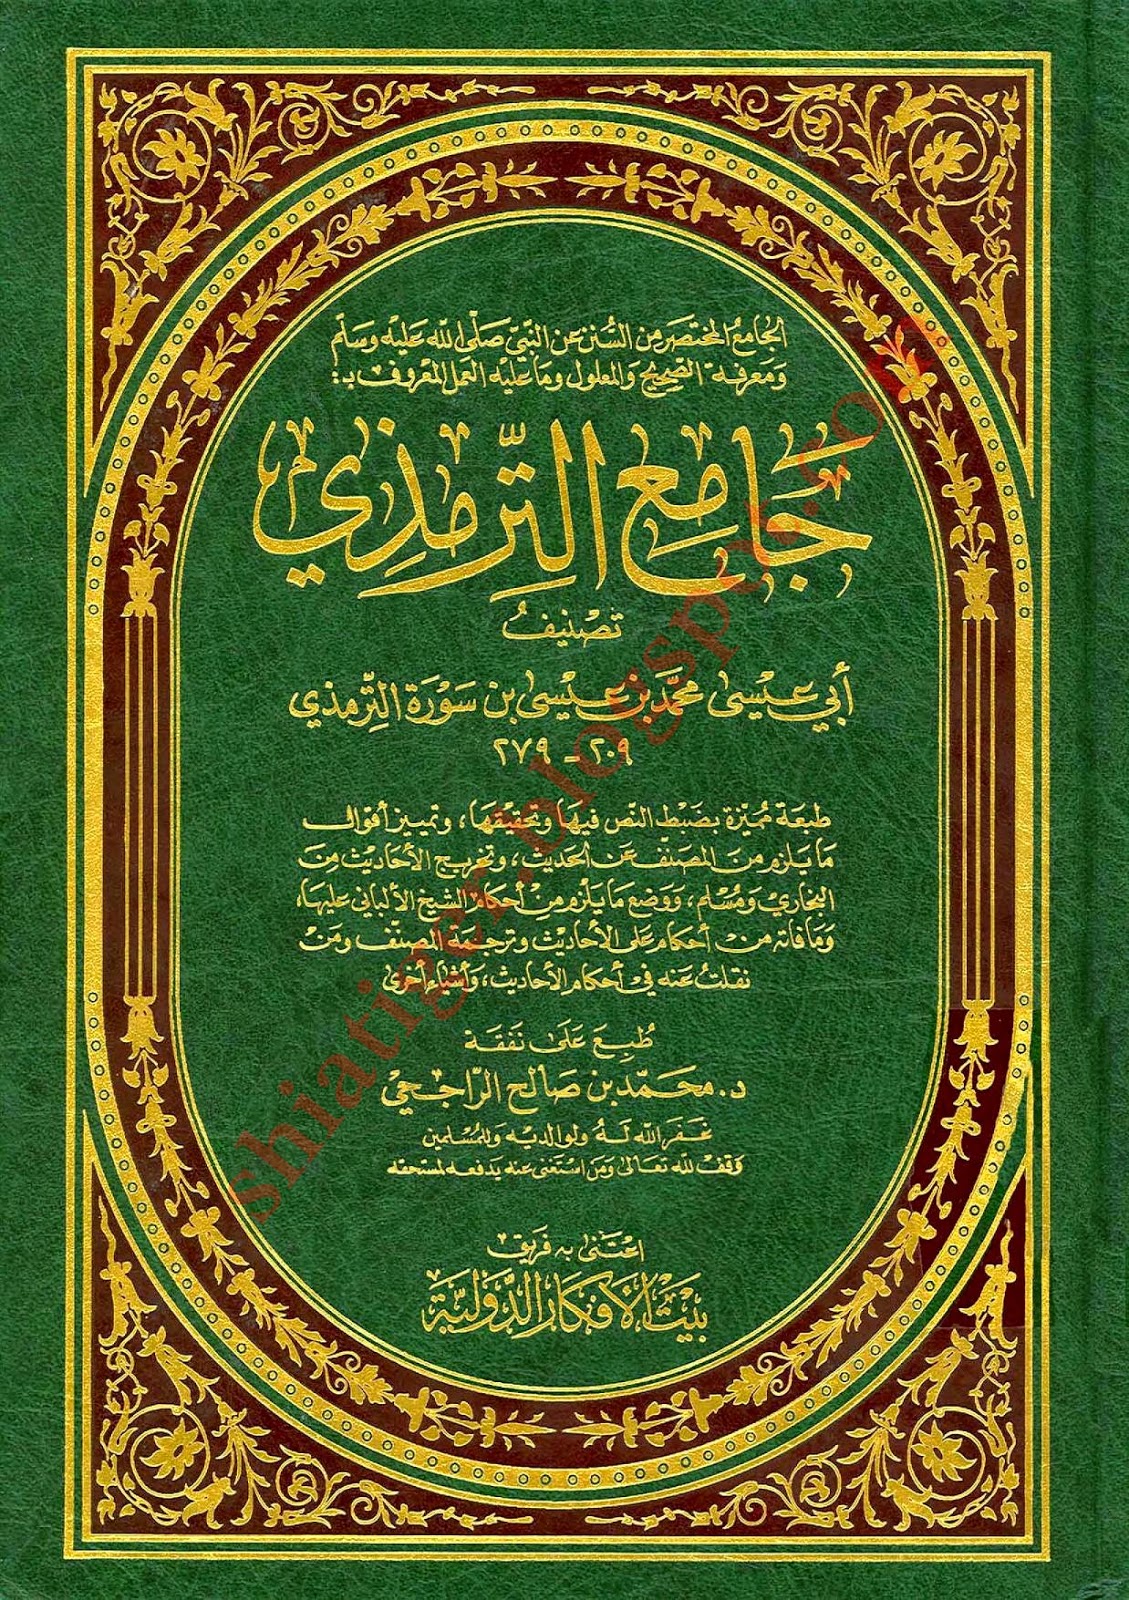 الجامع المختصر من السنن عن النبي صلى الله عليه وسلم
ومعرفة الصحيح والمعلول وما عليه العمل المعروف بـ:
جامع الترمذي
تصنيف
أبي عيسى محمد بن عيسى بن سورة الترمذي
٢٠٩ - ٢٧٩
طبعة مميزة بضبط النص فيها وتحقيقها، وتمييز أقوال
ما يلزم من المصنف عن الحديث، وتخريج الأحاديث من
البخاري ومسلم، ووضع ما يلزم من أحكام الشيخ الألباني عليها،
وما فاته من أحكام على الأحاديث وترجمة المصنف ومن
نقلت عنه في أحكام الأحاديث، وأشياء أخرى
طبع على نفقة
د. محمد بن صالح الراجحي
غفر الله له ولوالديه وللمسلمين
وقف لله تعالى ومن استغنى عنه يدفعه لمستحقه
اعتنى به فريق
بيت الأفكار الدولية
shiatiger.blogspot.co